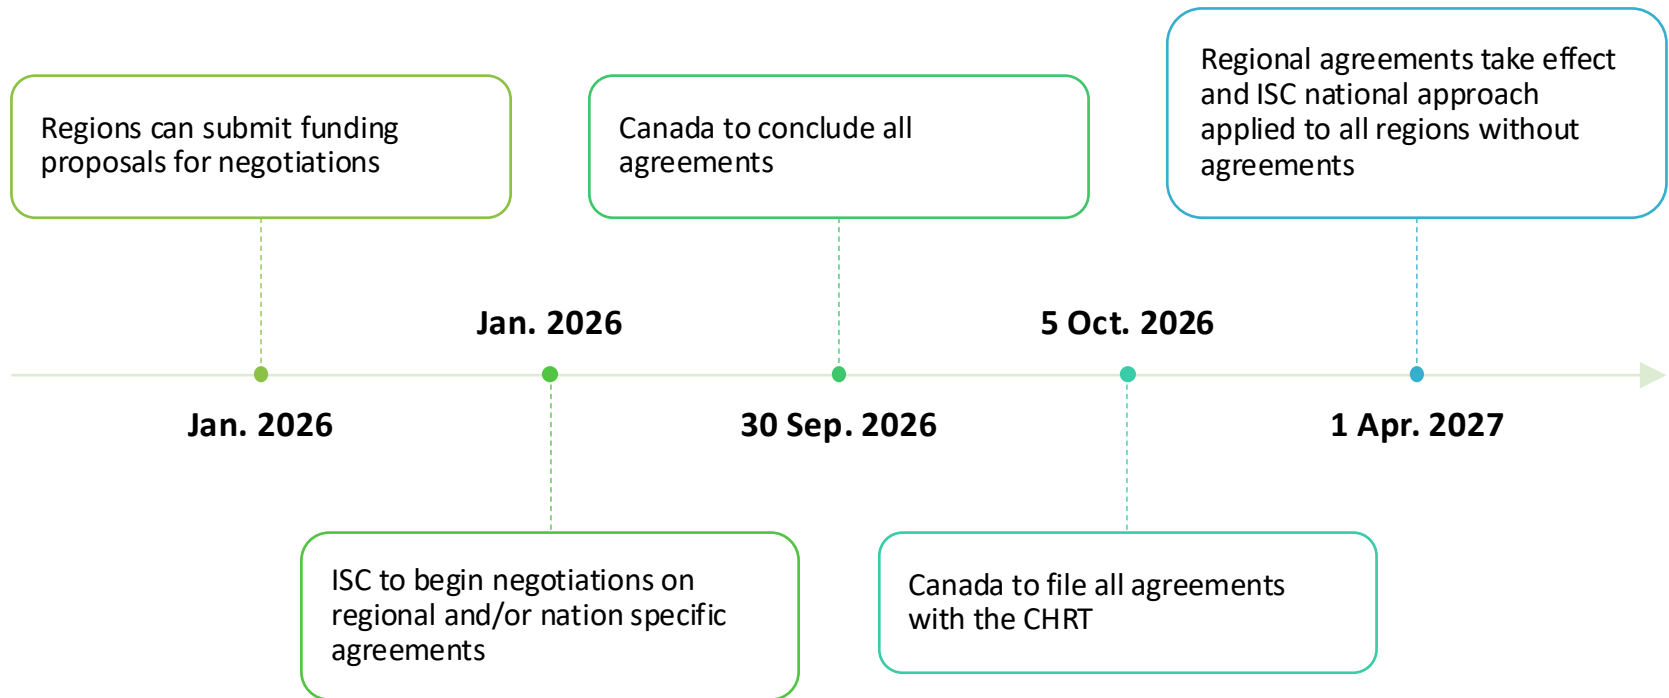 Regions can submit funding
proposals for negotiations
Jan. 2026
Jan. 2026
ISC to begin negotiations on
regional and/or nation specific
agreements
Canada to conclude all
agreements
30 Sep. 2026
5 Oct. 2026
Canada to file all agreements
with the CHRT
Regional agreements take effect
and ISC national approach
applied to all regions without
agreements
1 Apr. 2027